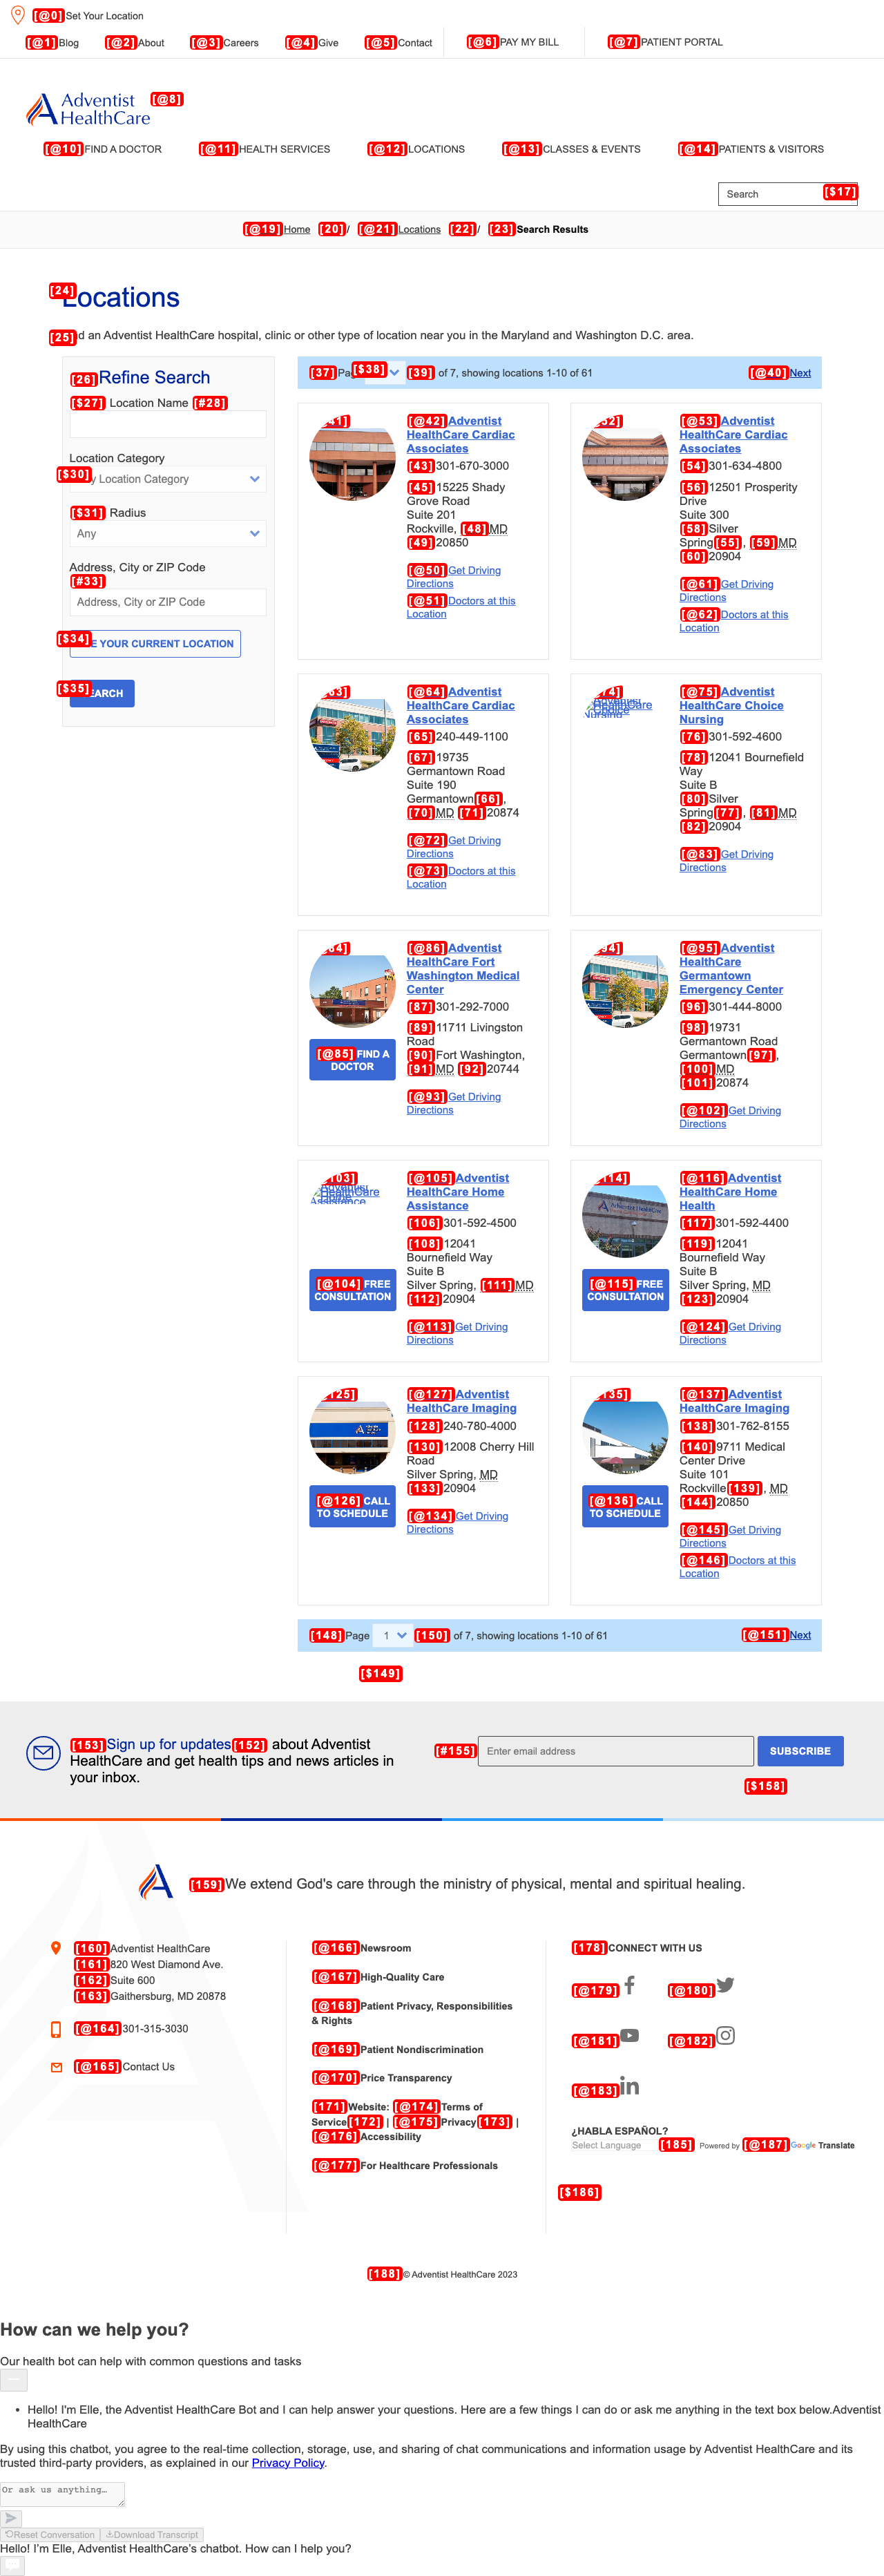 [@0]Set Your Location
[@1]Blog [@2]About [@3]Careers [@4]Give [@5]Contact [@6]PAY MY BILL [@7]PATIENT PORTAL
Adventist HealthCare [@8]
[@10]FIND A DOCTOR [@11]HEALTH SERVICES [@12]LOCATIONS [@13]CLASSES & EVENTS [@14]PATIENTS & VISITORS
Search [$17]
[@19]Home [20]/ [@21]Locations [22]/ [23]Search Results
[24]Locations
[25]d an Adventist HealthCare hospital, clinic or other type of location near you in the Maryland and Washington D.C. area.
[26]Refine Search
[$27] Location Name [#28]
Location Category
[$30]y Location Category
[$31] Radius
Any
Address, City or ZIP Code
[#33]
Address, City or ZIP Code
[$34]E YOUR CURRENT LOCATION
[$35]EARCH
[37]Pag [$38] [39] of 7, showing locations 1-10 of 61 [@40]Next
41]
[@42]Adventist
HealthCare Cardiac
Associates
[43]301-670-3000
[45]15225 Shady
Grove Road
Suite 201
Rockville, [48]MD
[49]20850
[@50]Get Driving
Directions
[@51]Doctors at this
Location
52]
[@53]Adventist
HealthCare Cardiac
Associates
[54]301-634-4800
[56]12501 Prosperity
Drive
Suite 300
[58]Silver
Spring[55], [59]MD
[60]20904
[@61]Get Driving
Directions
[@62]Doctors at this
Location
63]
[@64]Adventist
HealthCare Cardiac
Associates
[65]240-449-1100
[67]19735
Germantown Road
Suite 190
Germantown[66],
[70]MD [71]20874
[@72]Get Driving
Directions
[@73]Doctors at this
Location
74]
Adventist
HealthCare
Choice
Nursing
[@75]Adventist
HealthCare Choice
Nursing
[76]301-592-4600
[78]12041 Bournefield
Way
Suite B
[80]Silver
Spring[77], [81]MD
[82]20904
[@83]Get Driving
Directions
84]
[@85]FIND A
DOCTOR
[@86]Adventist
HealthCare Fort
Washington Medical
Center
[87]301-292-7000
[89]11711 Livingston
Road
[90]Fort Washington,
[91]MD [92]20744
[@93]Get Driving
Directions
94]
[@95]Adventist
HealthCare
Germantown
Emergency Center
[96]301-444-8000
[98]19731
Germantown Road
Germantown[97],
[100]MD
[101]20874
[@102]Get Driving
Directions
103]
Adventist
HealthCare
Home
Assistance
[@104]FREE
CONSULTATION
[@105]Adventist
HealthCare Home
Assistance
[106]301-592-4500
[108]12041
Bournefield Way
Suite B
Silver Spring, [111]MD
[112]20904
[@113]Get Driving
Directions
114]
[@115]FREE
CONSULTATION
[@116]Adventist
HealthCare Home
Health
[117]301-592-4400
[119]12041
Bournefield Way
Suite B
Silver Spring, MD
[123]20904
[@124]Get Driving
Directions
125]
[@126]CALL
TO SCHEDULE
[@127]Adventist
HealthCare Imaging
[128]240-780-4000
[130]12008 Cherry Hill
Road
Silver Spring, MD
[133]20904
[@134]Get Driving
Directions
135]
[@136]CALL
TO SCHEDULE
[@137]Adventist
HealthCare Imaging
[138]301-762-8155
[140]9711 Medical
Center Drive
Suite 101
Rockville[139], MD
[144]20850
[@145]Get Driving
Directions
[@146]Doctors at this
Location
[148]Page 1 [150] of 7, showing locations 1-10 of 61 [@151]Next
[$149]
[153]Sign up for updates[152] about Adventist
HealthCare and get health tips and news articles in
your inbox.
[#155] Enter email address SUBSCRIBE
[$158]
[159]We extend God's care through the ministry of physical, mental and spiritual healing.
[160]Adventist HealthCare
[161]820 West Diamond Ave.
[162]Suite 600
[163]Gaithersburg, MD 20878
[@164]301-315-3030
[@165]Contact Us
[@166]Newsroom
[@167]High-Quality Care
[@168]Patient Privacy, Responsibilities
& Rights
[@169]Patient Nondiscrimination
[@170]Price Transparency
[171]Website: [@174]Terms of
Service[172] | [@175]Privacy[173] |
[@176]Accessibility
[@177]For Healthcare Professionals
[178]CONNECT WITH US
[@179] [@180]
[@181] [@182]
[@183]
¿HABLA ESPAÑOL?
Select Language [185] Powered by [@187]Google Translate
[$186]
[188]© Adventist HealthCare 2023
How can we help you?
Our health bot can help with common questions and tasks
• Hello! I'm Elle, the Adventist HealthCare Bot and I can help answer your questions. Here are a few things I can do or ask me anything in the text box below.Adventist
HealthCare
By using this chatbot, you agree to the real-time collection, storage, use, and sharing of chat communications and information usage by Adventist HealthCare and its
trusted third-party providers, as explained in our Privacy Policy.
Or ask us anything…
Reset Conversation Download Transcript
Hello! I'm Elle, Adventist HealthCare's chatbot. How can I help you?